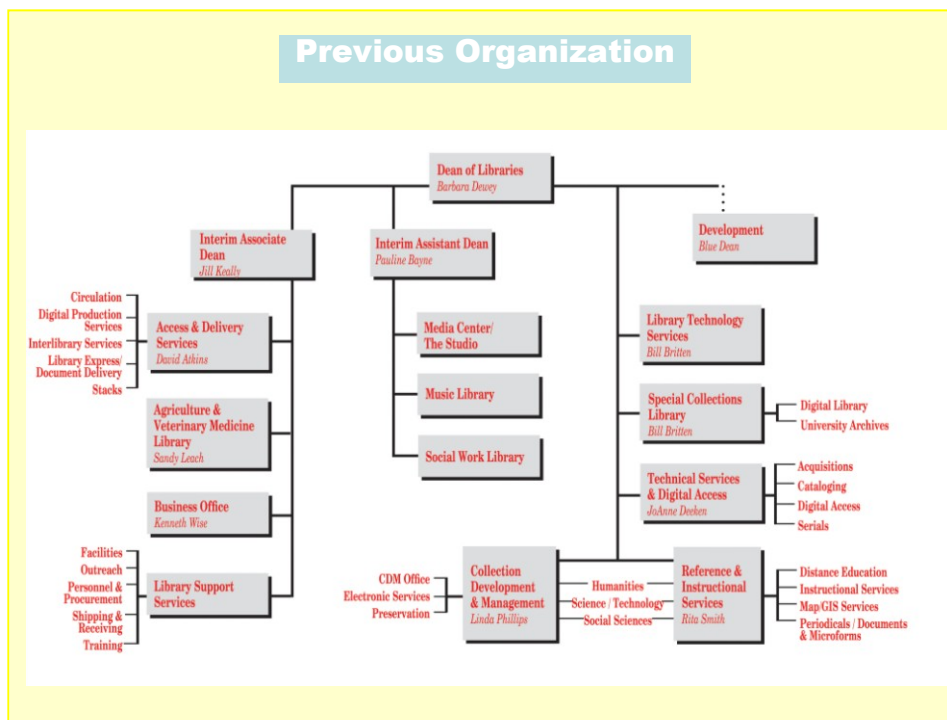 Previous Organization
Dean of Libraries
Barbara Dewey
Interim Associate
Dean
Jill Keally
Interim Assistant Dean
Pauline Bayne
Development
Blue Dean
Circulation
Digital Production
Services
Interlibrary Services
Library Express/
Document Delivery
Stacks
Access & Delivery
Services
David Atkins
Agriculture &
Veterinary Medicine
Library
Sandy Leach
Business Office
Kenneth Wise
Facilities
Outreach
Personnel &
Procurement
Shipping &
Receiving
Training
Library Support
Services
Media Center/
The Studio
Music Library
Social Work Library
Library Technology
Services
Bill Britten
Special Collections
Library
Bill Britten
Digital Library
University Archives
Technical Services
& Digital Access
JoAnne Deeken
Acquisitions
Cataloging
Digital Access
Serials
CDM Office
Electronic Services
Preservation
Collection
Development
& Management
Linda Phillips
Humanities
Science / Technology
Social Sciences
Reference &
Instructional
Services
Rita Smith
Distance Education
Instructional Services
Map/GIS Services
Periodicals / Documents
& Microforms